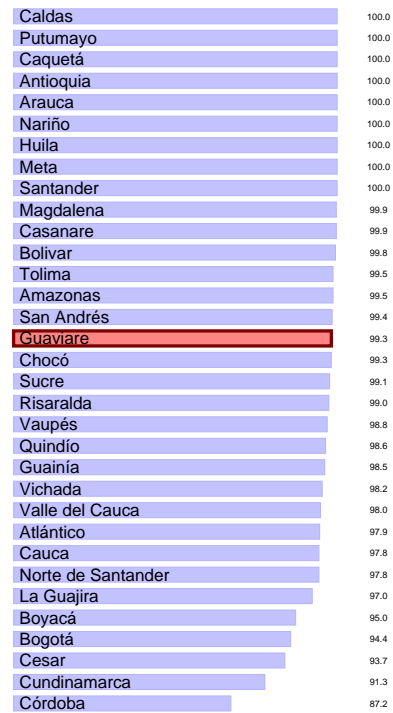 Caldas 100.0
Putumayo 100.0
Caquetá 100.0
Antioquia 100.0
Arauca 100.0
Nariño 100.0
Huila 100.0
Meta 100.0
Santander 100.0
Magdalena 99.9
Casanare 99.9
Bolivar 99.8
Tolima 99.5
Amazonas 99.5
San Andrés 99.4
Guaviare 99.3
Chocó 99.3
Sucre 99.1
Risaralda 99.0
Vaupés 98.8
Quindío 98.6
Guainía 98.5
Vichada 98.2
Valle del Cauca 98.0
Atlántico 97.9
Cauca 97.8
Norte de Santander 97.8
La Guajira 97.0
Boyacá 95.0
Bogotá 94.4
Cesar 93.7
Cundinamarca 91.3
Córdoba 87.2